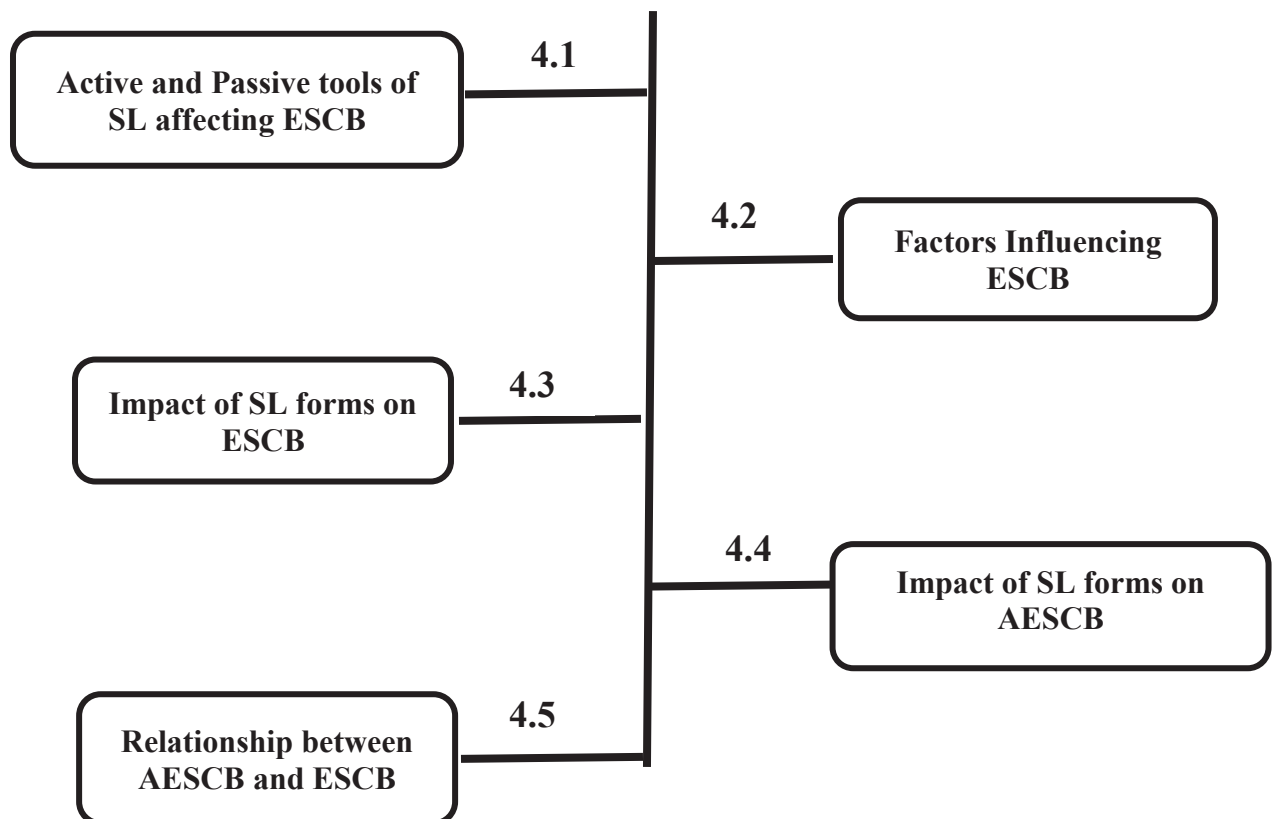 4.1
Active and Passive tools of
SL affecting ESCB
4.2
Factors Influencing
ESCB
4.3
Impact of SL forms on
ESCB
4.4
Impact of SL forms on
AESCB
4.5
Relationship between
AESCB and ESCB